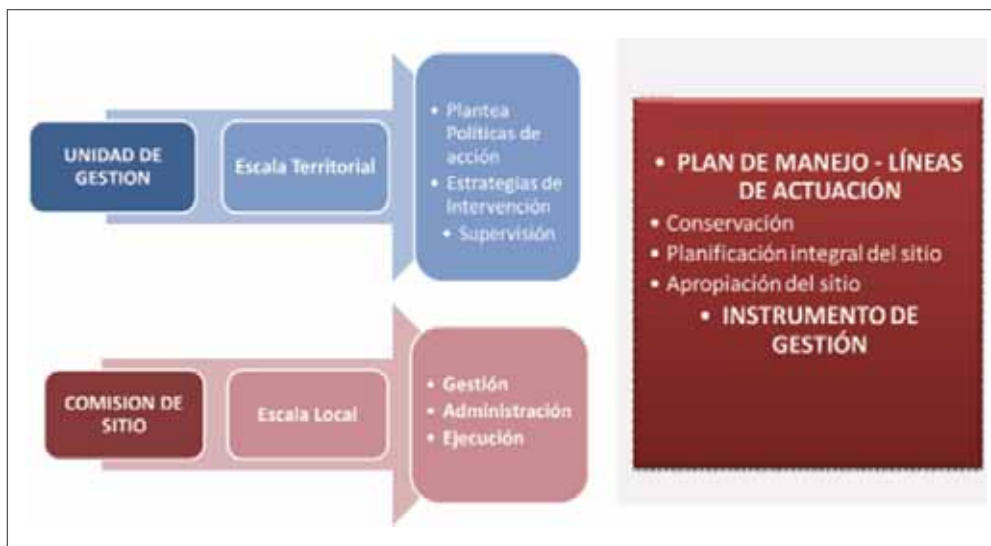 UNIDAD DE
GESTION
Escala Territorial
• Plantea
Políticas de
acción
• Estrategias de
Intervención
• Supervisión
COMISION DE
SITIO
Escala Local
• Gestión
• Administración
• Ejecución
• PLAN DE MANEJO - LÍNEAS
DE ACTUACIÓN
• Conservación
• Planificación integral del sitio
• Apropiación del sitio
• INSTRUMENTO DE
GESTIÓN